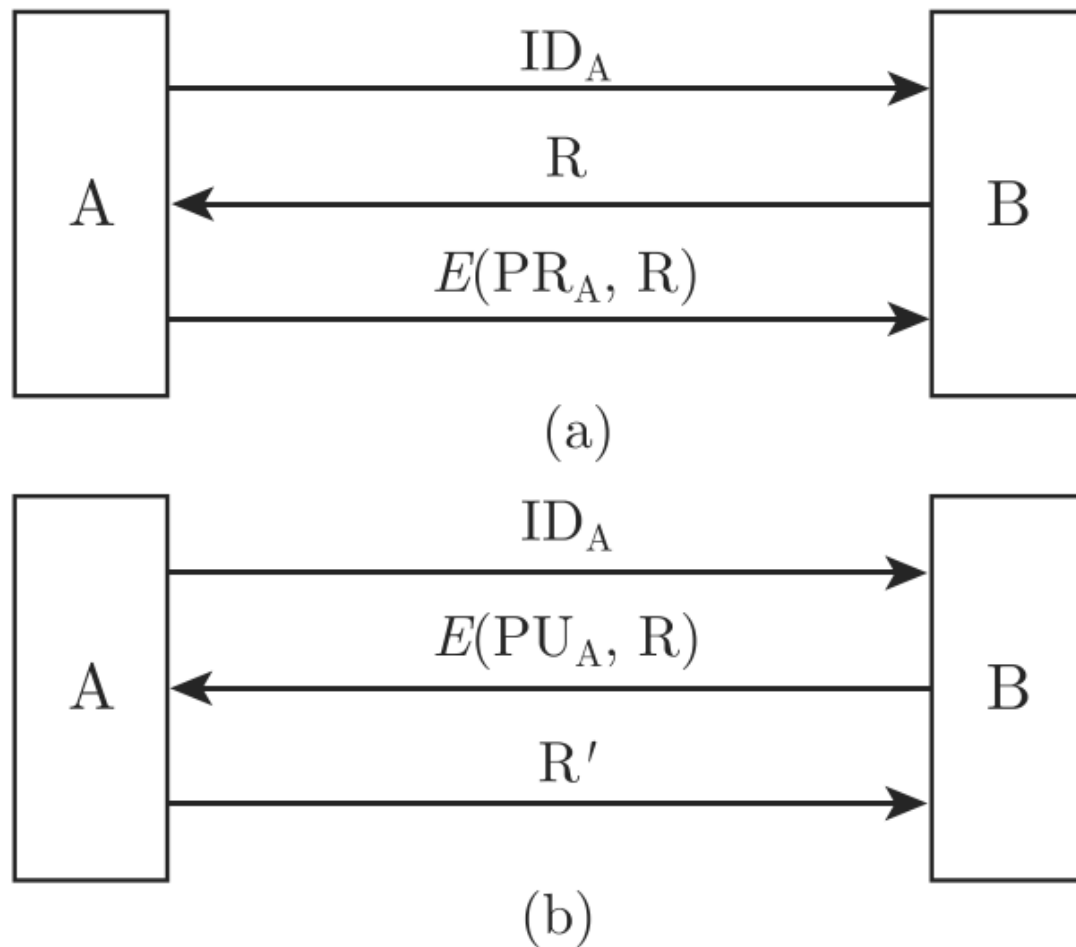 ID_A
R
A
B
E(PR_A, R)
(a)
ID_A
E(PU_A, R)
A
B
R′
(b)